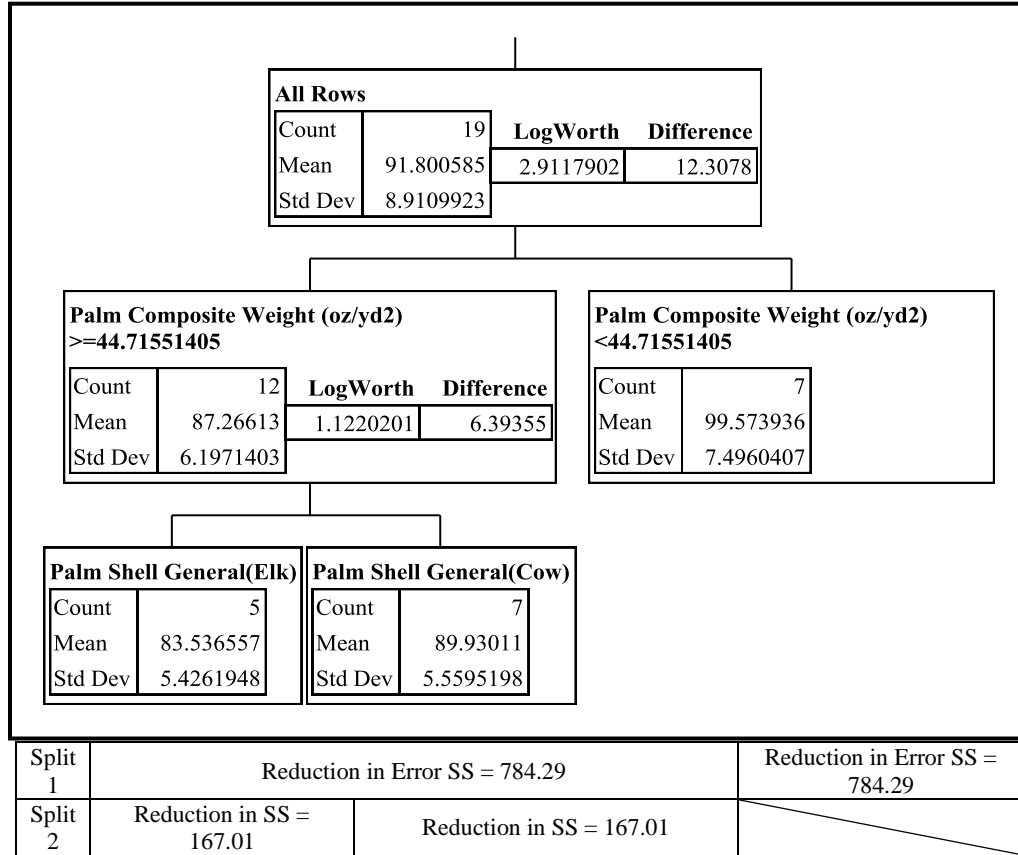 All Rows
Count 19 LogWorth Difference
Mean 91.800585 2.9117902 12.3078
Std Dev 8.9109923
Palm Composite Weight (oz/yd2)
>=44.71551405
Count 12 LogWorth Difference
Mean 87.26613 1.1220201 6.39355
Std Dev 6.1971403
Palm Composite Weight (oz/yd2)
<44.71551405
Count 7
Mean 99.573936
Std Dev 7.4960407
Palm Shell General(Elk)
Count 5
Mean 83.536557
Std Dev 5.4261948
Palm Shell General(Cow)
Count 7
Mean 89.93011
Std Dev 5.5595198
Split
1
Reduction in Error SS = 784.29
Reduction in Error SS =
784.29
Split
2
Reduction in SS =
167.01
Reduction in SS = 167.01